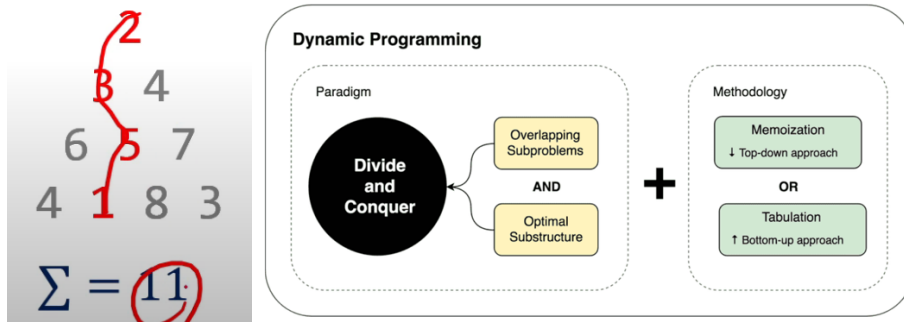 2
3 4
6 5 7
4 1 8 3
∑ = 11
Dynamic Programming
Paradigm
Divide
and
Conquer
Overlapping
Subproblems
AND
Optimal
Substructure
+
Methodology
Memoization
↓ Top-down approach
OR
Tabulation
↑ Bottom-up approach